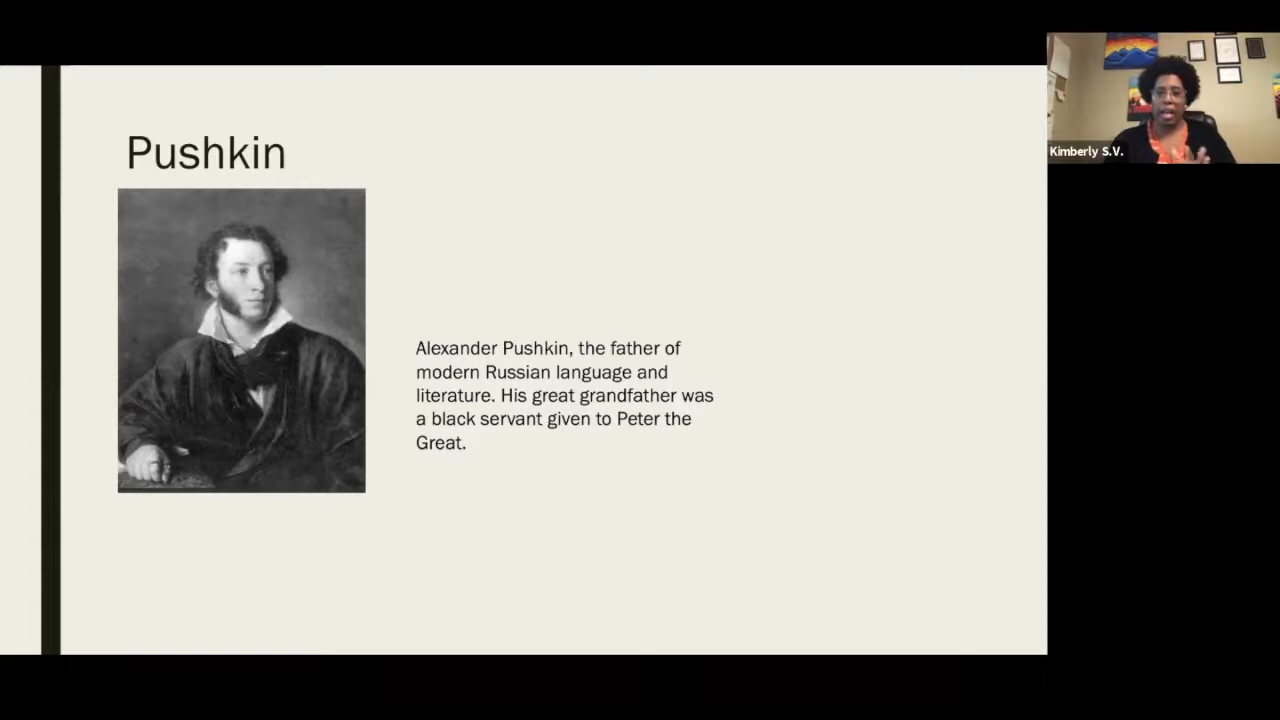 Pushkin
Alexander Pushkin, the father of
modern Russian language and
literature. His great grandfather was
a black servant given to Peter the
Great.
Kimberly S.V.